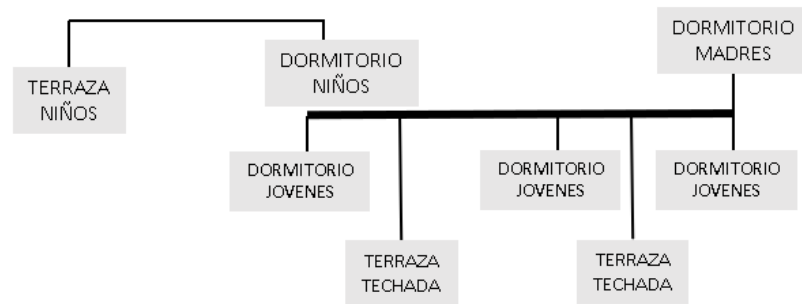 DORMITORIO
MADRES
DORMITORIO
NIÑOS
TERRAZA
NIÑOS
DORMITORIO
JOVENES
DORMITORIO
JOVENES
DORMITORIO
JOVENES
TERRAZA
TECHADA
TERRAZA
TECHADA